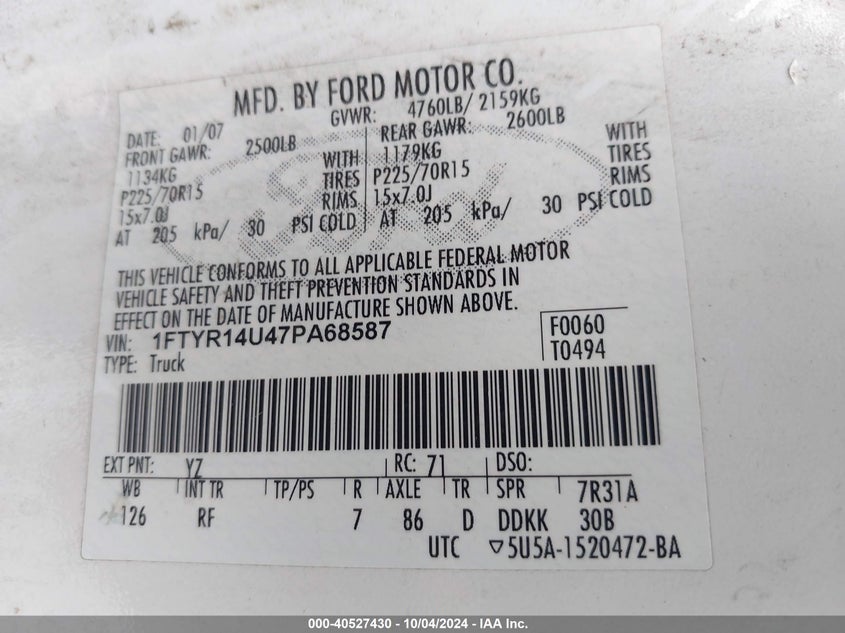 MFD. BY FORD MOTOR CO.
DATE: 01/07 GVWR: 4760LB/ 2159KG
FRONT GAWR: 2500LB REAR GAWR: 2600LB
1134KG WITH 1179KG WITH
P225/70R15 TIRES P225/70R15 TIRES
15x7.0J RIMS 15x7.0J RIMS
AT 205 kPa/ 30 PSI COLD AT 205 kPa/ 30 PSI COLD
THIS VEHICLE CONFORMS TO ALL APPLICABLE FEDERAL MOTOR
VEHICLE SAFETY AND THEFT PREVENTION STANDARDS IN
EFFECT ON THE DATE OF MANUFACTURE SHOWN ABOVE.
VIN: 1FTYR14U47PA68587 F0060
TYPE: Truck T0494
EXT PNT: YZ RC: 71 DSO:
WB INT TR TP/PS R AXLE TR SPR 7R31A
*126 RF 7 86 D DDKK 30B
UTC ▽5U5A-1520472-BA
000-40527430 - 10/04/2024 - IAA Inc.